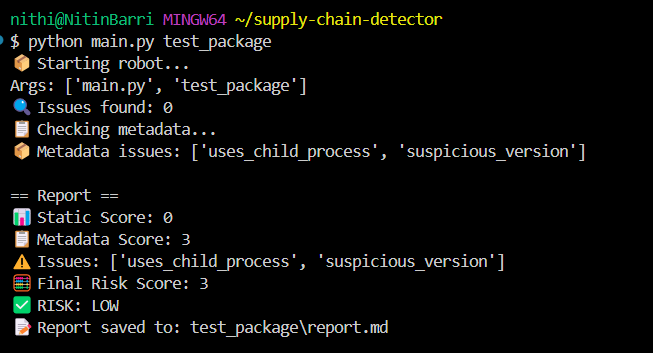 nithi@NitinBarri MINGW64 ~/supply-chain-detector
$ python main.py test_package
📦 Starting robot...
Args: ['main.py', 'test_package']
🔍 Issues found: 0
📋 Checking metadata...
📦 Metadata issues: ['uses_child_process', 'suspicious_version']

== Report ==
📊 Static Score: 0
📋 Metadata Score: 3
⚠️ Issues: ['uses_child_process', 'suspicious_version']
🧮 Final Risk Score: 3
✅ RISK: LOW
📝 Report saved to: test_package\report.md